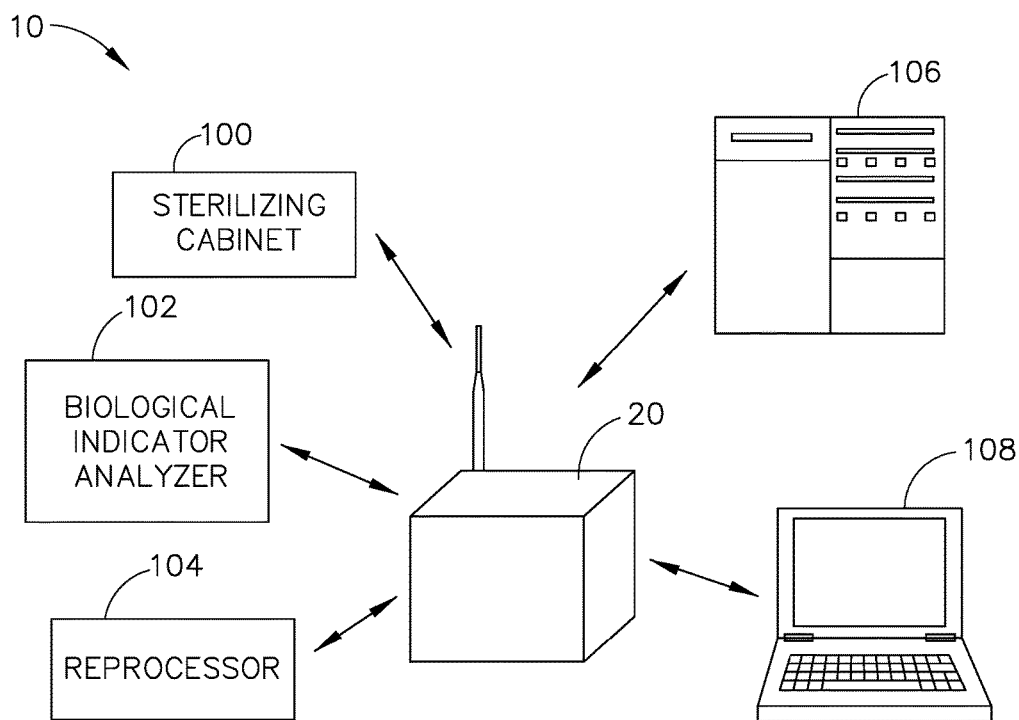 10
100
106
STERILIZING
CABINET
102
BIOLOGICAL
INDICATOR
ANALYZER
20
108
104
REPROCESSOR